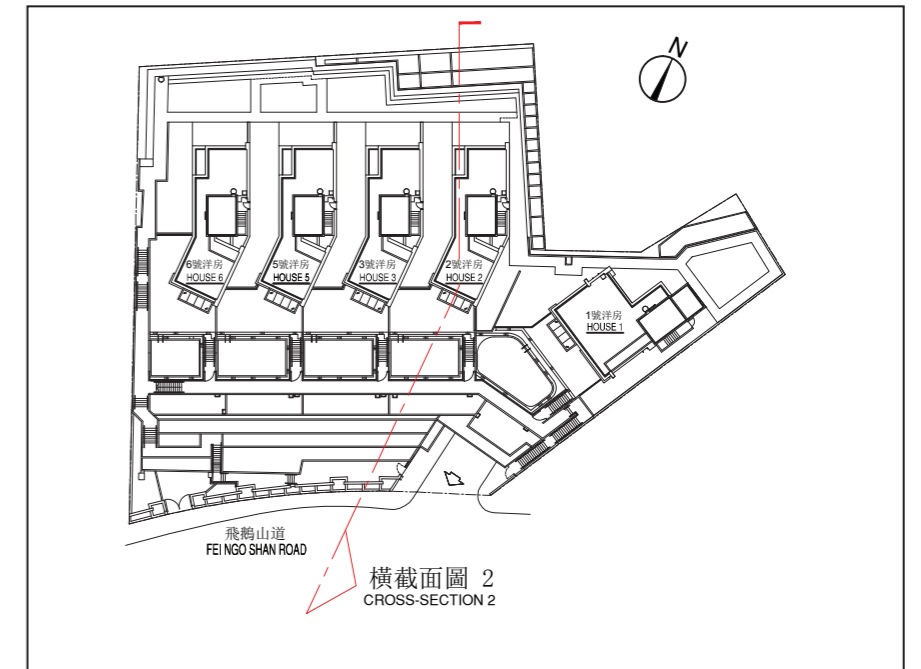 N
6號洋房
HOUSE 6
5號洋房
HOUSE 5
3號洋房
HOUSE 3
2號洋房
HOUSE 2
1號洋房
HOUSE 1
飛鵝山道
FEI NGO SHAN ROAD
橫截面圖 2
CROSS-SECTION 2